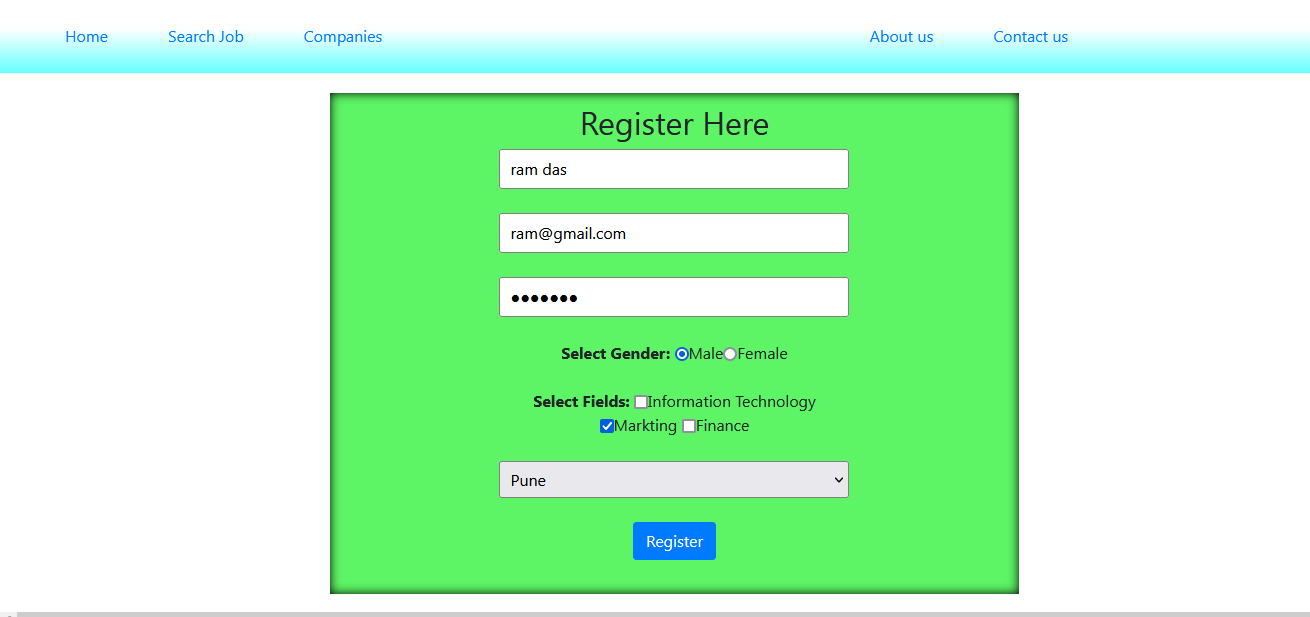 Home Search Job Companies About us Contact us
Register Here
ram das
ram@gmail.com
•••••••
Select Gender: Male Female
Select Fields: Information Technology
Markting Finance
Pune
Register